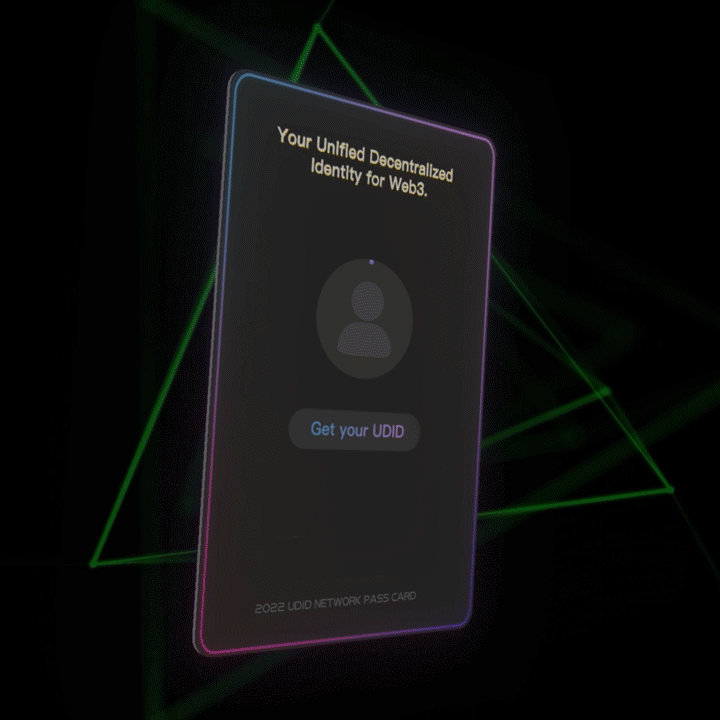 Your Unified Decentralized
Identity for Web3.
Get your UDID
2022 UDID NETWORK PASS CARD